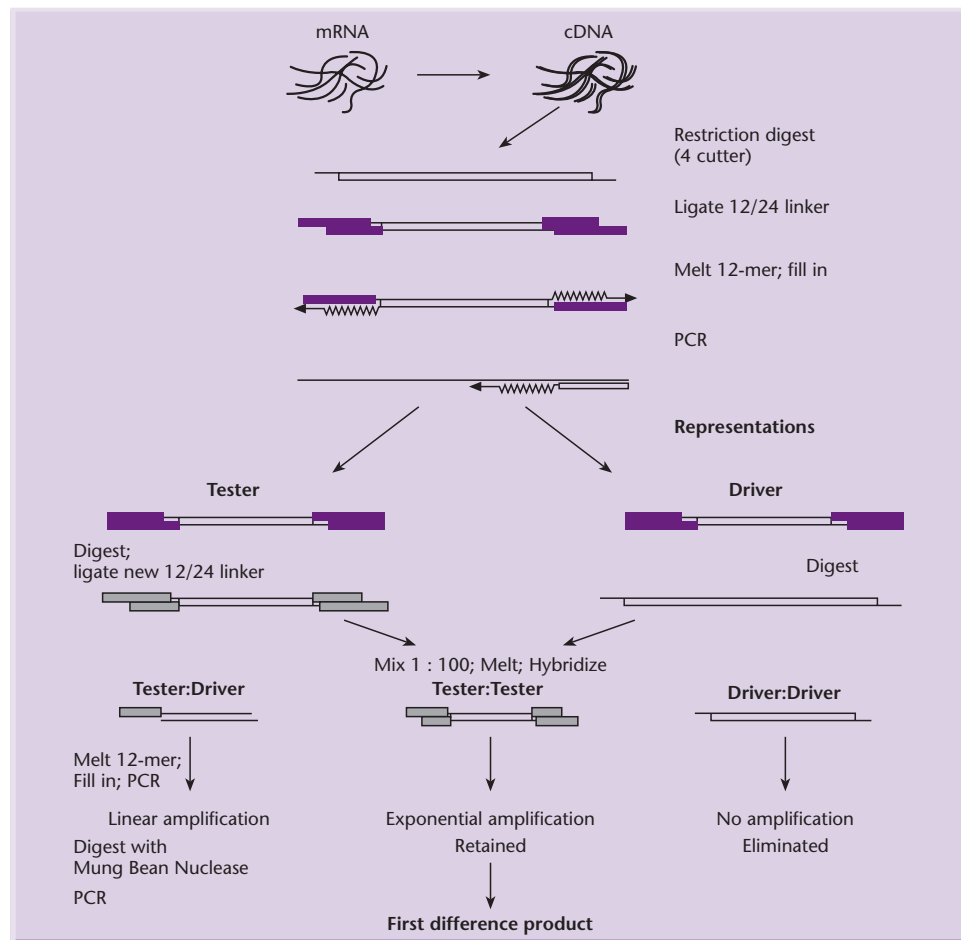 mRNA
cDNA
Restriction digest
(4 cutter)
Ligate 12/24 linker
Melt 12-mer; fill in
PCR
Representations
Tester
Driver
Digest;
ligate new 12/24 linker
Digest
Mix 1 : 100; Melt; Hybridize
Tester:Driver
Tester:Tester
Driver:Driver
Melt 12-mer;
Fill in; PCR
Linear amplification
Exponential amplification
No amplification
Digest with
Mung Bean Nuclease
Retained
Eliminated
PCR
First difference product